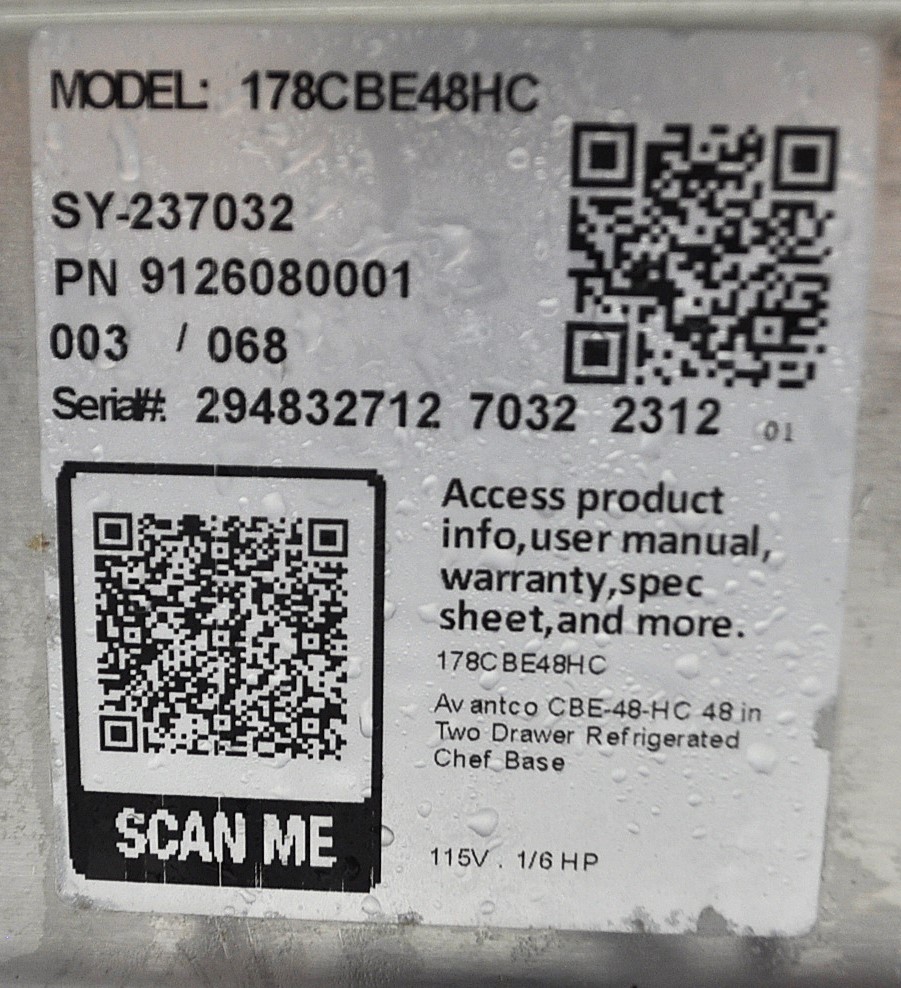 MODEL: 178CBE48HC
SY-237032
PN 9126080001
003 / 068
Serial#: 294832712 7032 2312 01
Access product
info,user manual,
warranty,spec
sheet,and more.
178CBE48HC
Avantco CBE-48-HC 48 in
Two Drawer Refrigerated
Chef Base
SCAN ME
115V . 1/6 HP